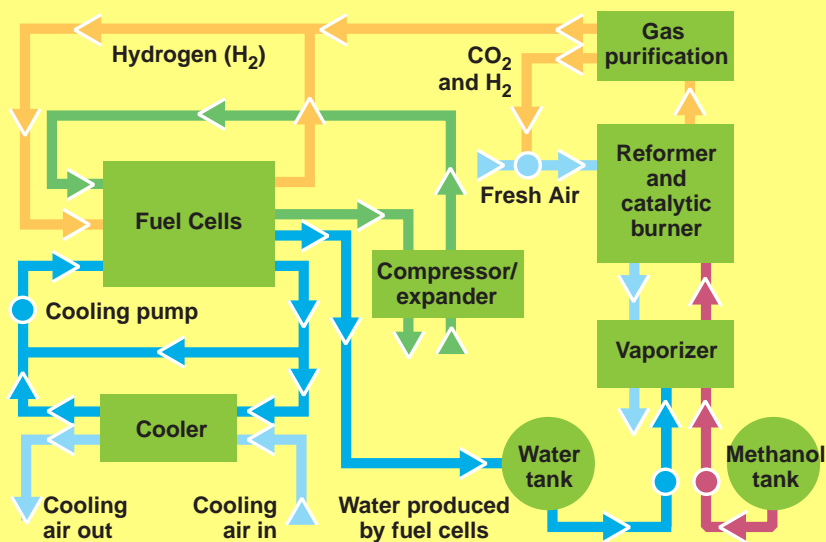 Hydrogen (H₂)
CO₂
and H₂
Gas
purification
Fresh Air
Reformer
and
catalytic
burner
Fuel Cells
Compressor/
expander
Cooling pump
Vaporizer
Cooler
Water
tank
Methanol
tank
Cooling
air out
Cooling
air in
Water produced
by fuel cells